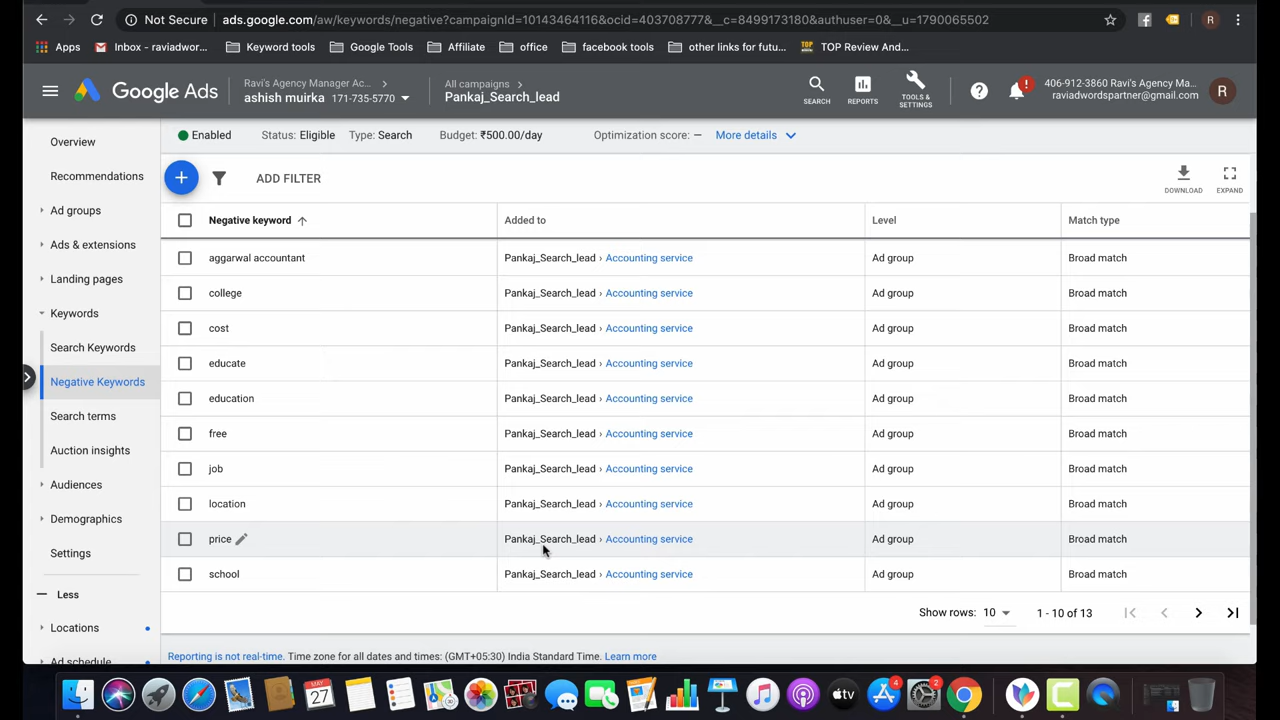 Not Secure ads.google.com/aw/keywords/negative?campaignId=10143464116&ocid=403708777&__c=8499173180&authuser=0&__u=1790065502
Apps Inbox - raviadwor... Keyword tools Google Tools Affiliate office facebook tools other links for futu... TOP Review And...
Google Ads
Ravi's Agency Manager Ac...
ashish muirka 171-735-5770
All campaigns
Pankaj_Search_lead
SEARCH
REPORTS
TOOLS & SETTINGS
406-912-3860 Ravi's Agency Ma...
raviadwordspartner@gmail.com
R
Enabled Status: Eligible Type: Search Budget: ₹500.00/day Optimization score: – More details
ADD FILTER
DOWNLOAD
EXPAND
Overview
Recommendations
Ad groups
Ads & extensions
Landing pages
Keywords
Search Keywords
Negative Keywords
Search terms
Auction insights
Audiences
Demographics
Settings
Less
Locations
Ad schedule
Negative keyword Added to Level Match type
aggarwal accountant Pankaj_Search_lead › Accounting service Ad group Broad match
college Pankaj_Search_lead › Accounting service Ad group Broad match
cost Pankaj_Search_lead › Accounting service Ad group Broad match
educate Pankaj_Search_lead › Accounting service Ad group Broad match
education Pankaj_Search_lead › Accounting service Ad group Broad match
free Pankaj_Search_lead › Accounting service Ad group Broad match
job Pankaj_Search_lead › Accounting service Ad group Broad match
location Pankaj_Search_lead › Accounting service Ad group Broad match
price Pankaj_Search_lead › Accounting service Ad group Broad match
school Pankaj_Search_lead › Accounting service Ad group Broad match
Show rows: 10 1 - 10 of 13
Reporting is not real-time. Time zone for all dates and times: (GMT+05:30) India Standard Time. Learn more
MAY
27
tv
4
2